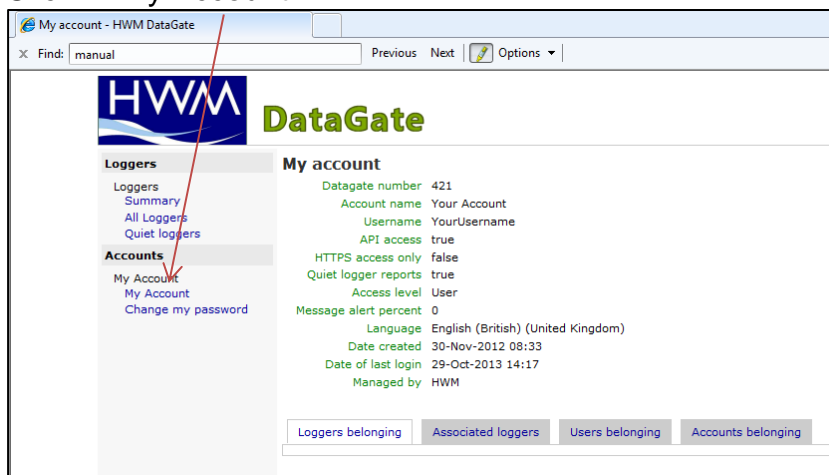 My account - HWM DataGate
X Find: manual Previous Next Options
HWM DataGate
Loggers
Loggers
Summary
All Loggers
Quiet loggers
Accounts
My Account
My Account
Change my password
My account
Datagate number 421
Account name Your Account
Username YourUsername
API access true
HTTPS access only false
Quiet logger reports true
Access level User
Message alert percent 0
Language English (British) (United Kingdom)
Date created 30-Nov-2012 08:33
Date of last login 29-Oct-2013 14:17
Managed by HWM
Loggers belonging Associated loggers Users belonging Accounts belonging